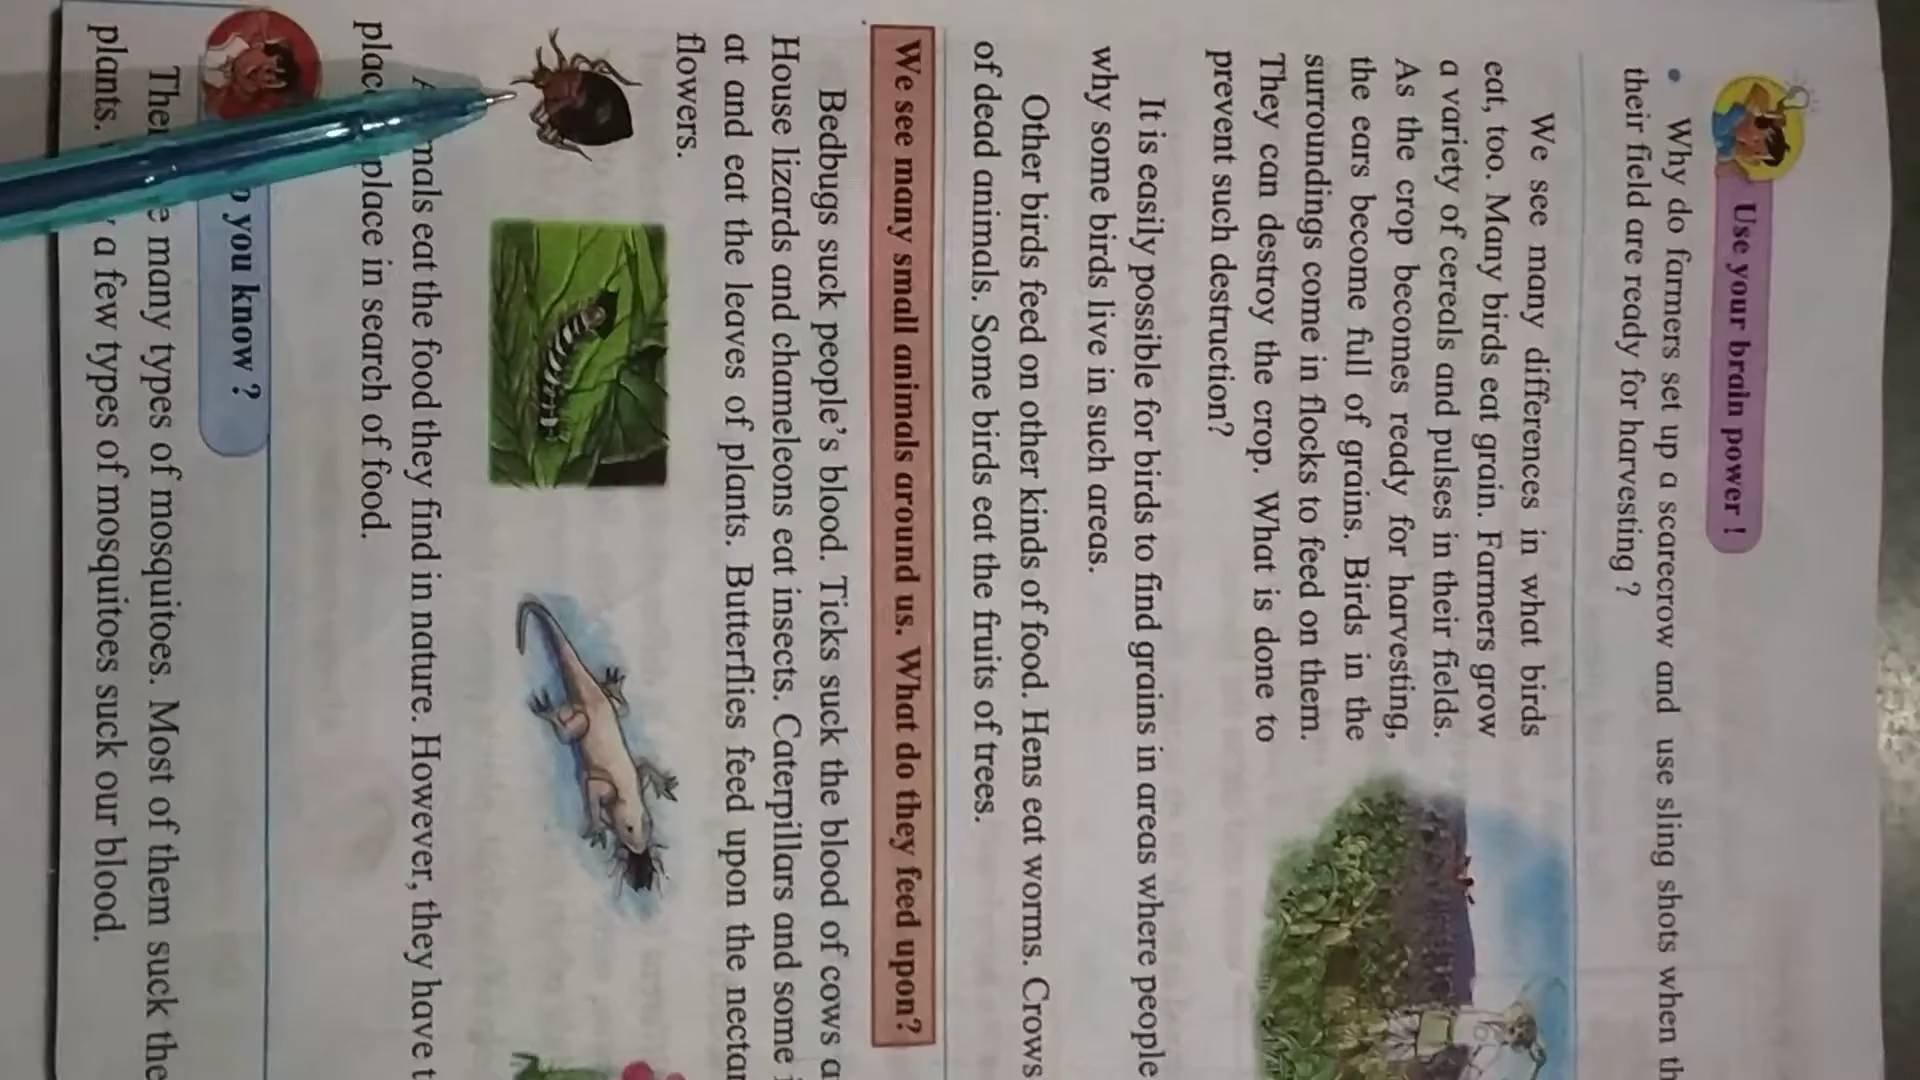 Use your brain power !
• Why do farmers set up a scarecrow and use sling shots when
their field are ready for harvesting ?
We see many differences in what birds
eat, too. Many birds eat grain. Farmers grow
a variety of cereals and pulses in their fields.
As the crop becomes ready for harvesting,
the ears become full of grains. Birds in the
surroundings come in flocks to feed on them.
They can destroy the crop. What is done to
prevent such destruction?
It is easily possible for birds to find grains in areas where people
why some birds live in such areas.
Other birds feed on other kinds of food. Hens eat worms. Crows
of dead animals. Some birds eat the fruits of trees.
We see many small animals around us. What do they feed upon?
Bedbugs suck people's blood. Ticks suck the blood of cows
House lizards and chameleons eat insects. Caterpillars and some
at and eat the leaves of plants. Butterflies feed upon the nectar
flowers.
eat the food they find in nature. However, they have
place in search of food.
you know ?
many types of mosquitoes. Most of them suck the
plants. a few types of mosquitoes suck our blood.